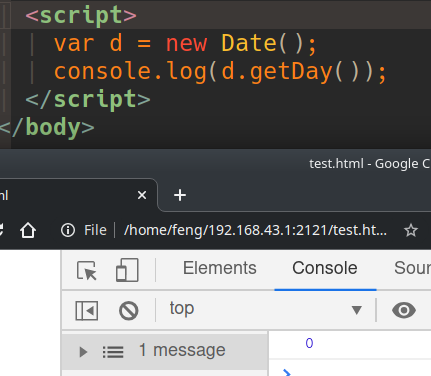 <script>
var d = new Date();
console.log(d.getDay());
</script>
</body>
test.html - Google C
ml
File
/home/feng/192.168.43.1:2121/test.ht...
Elements Console Sour
top
1 message
0